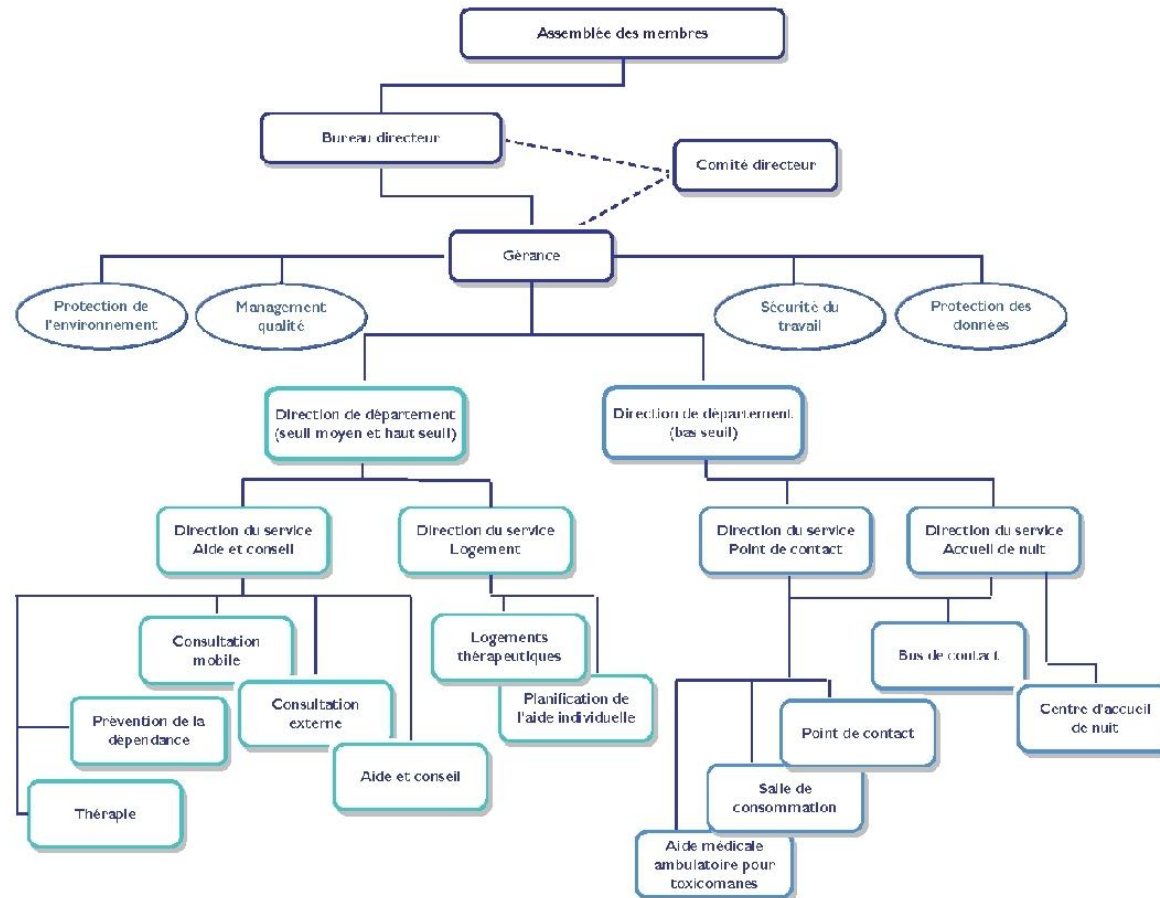 Assemblée des membres
Bureau directeur
Comité directeur
Gérance
Protection de
l'environnement
Management
qualité
Sécurité du
travail
Protection des
données
Direction de département
(seuil moyen et haut seuil)
Direction de département
(bas seuil)
Direction du service
Aide et conseil
Direction du service
Logement
Direction du service
Point de contact
Direction du service
Accueil de nuit
Consultation
mobile
Logements
thérapeutiques
Bus de contact
Prévention de la
dépendance
Consultation
externe
Planification de
l'aide individuelle
Point de contact
Centre d'accueil
de nuit
Aide et conseil
Thérapie
Salle de
consommation
Aide médicale
ambulatoire pour
toxicomanes